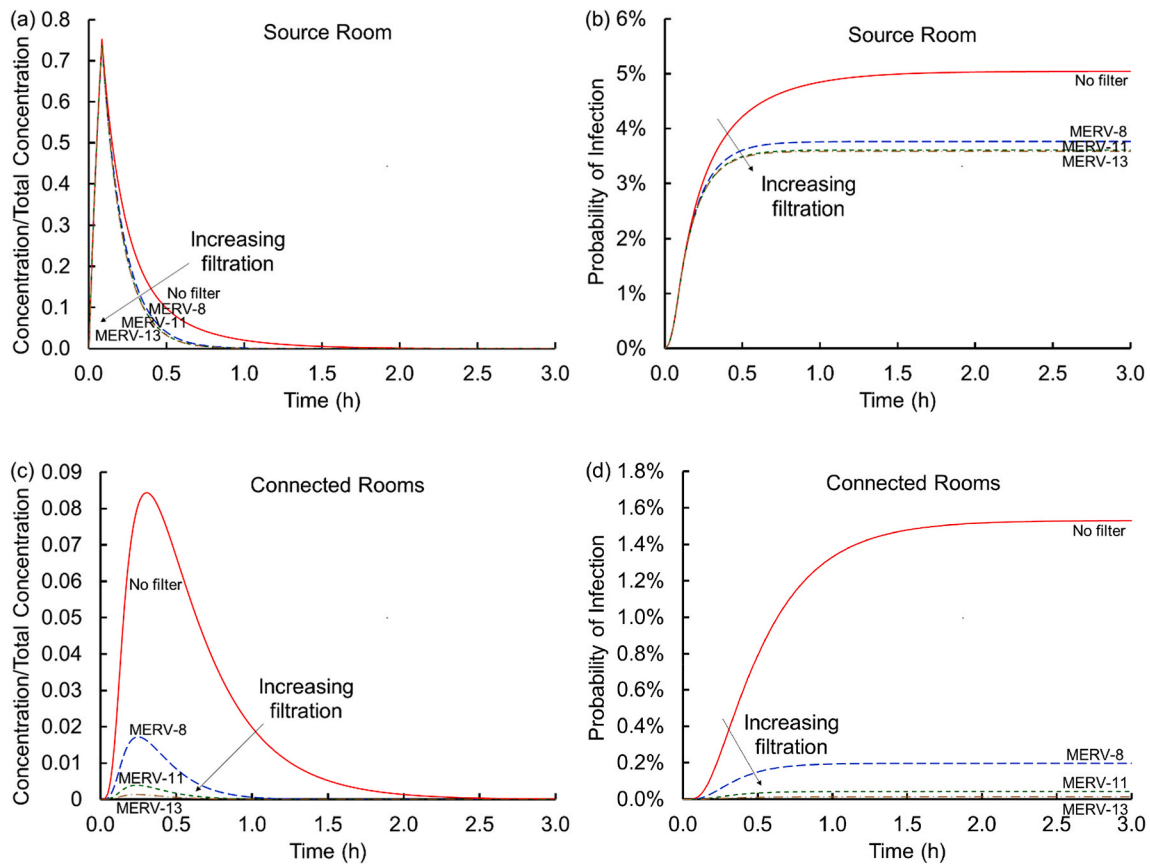 (a)
Source Room
Concentration/Total Concentration
0.8
0.7
0.6
0.5
0.4
0.3
0.2
0.1
0.0
Increasing
filtration
No filter
MERV-8
MERV-11
MERV-13
0.0 0.5 1.0 1.5 2.0 2.5 3.0
Time (h)
(b)
Source Room
Probability of Infection
6%
5%
4%
3%
2%
1%
0%
No filter
MERV-8
MERV-11
MERV-13
Increasing
filtration
0.0 0.5 1.0 1.5 2.0 2.5 3.0
Time (h)
(c)
Connected Rooms
Concentration/Total Concentration
0.09
0.08
0.07
0.06
0.05
0.04
0.03
0.02
0.01
0
No filter
Increasing
filtration
MERV-8
MERV-11
MERV-13
0.0 0.5 1.0 1.5 2.0 2.5 3.0
Time (h)
(d)
Connected Rooms
Probability of Infection
1.8%
1.6%
1.4%
1.2%
1.0%
0.8%
0.6%
0.4%
0.2%
0.0%
No filter
Increasing
filtration
MERV-8
MERV-11
MERV-13
0.0 0.5 1.0 1.5 2.0 2.5 3.0
Time (h)